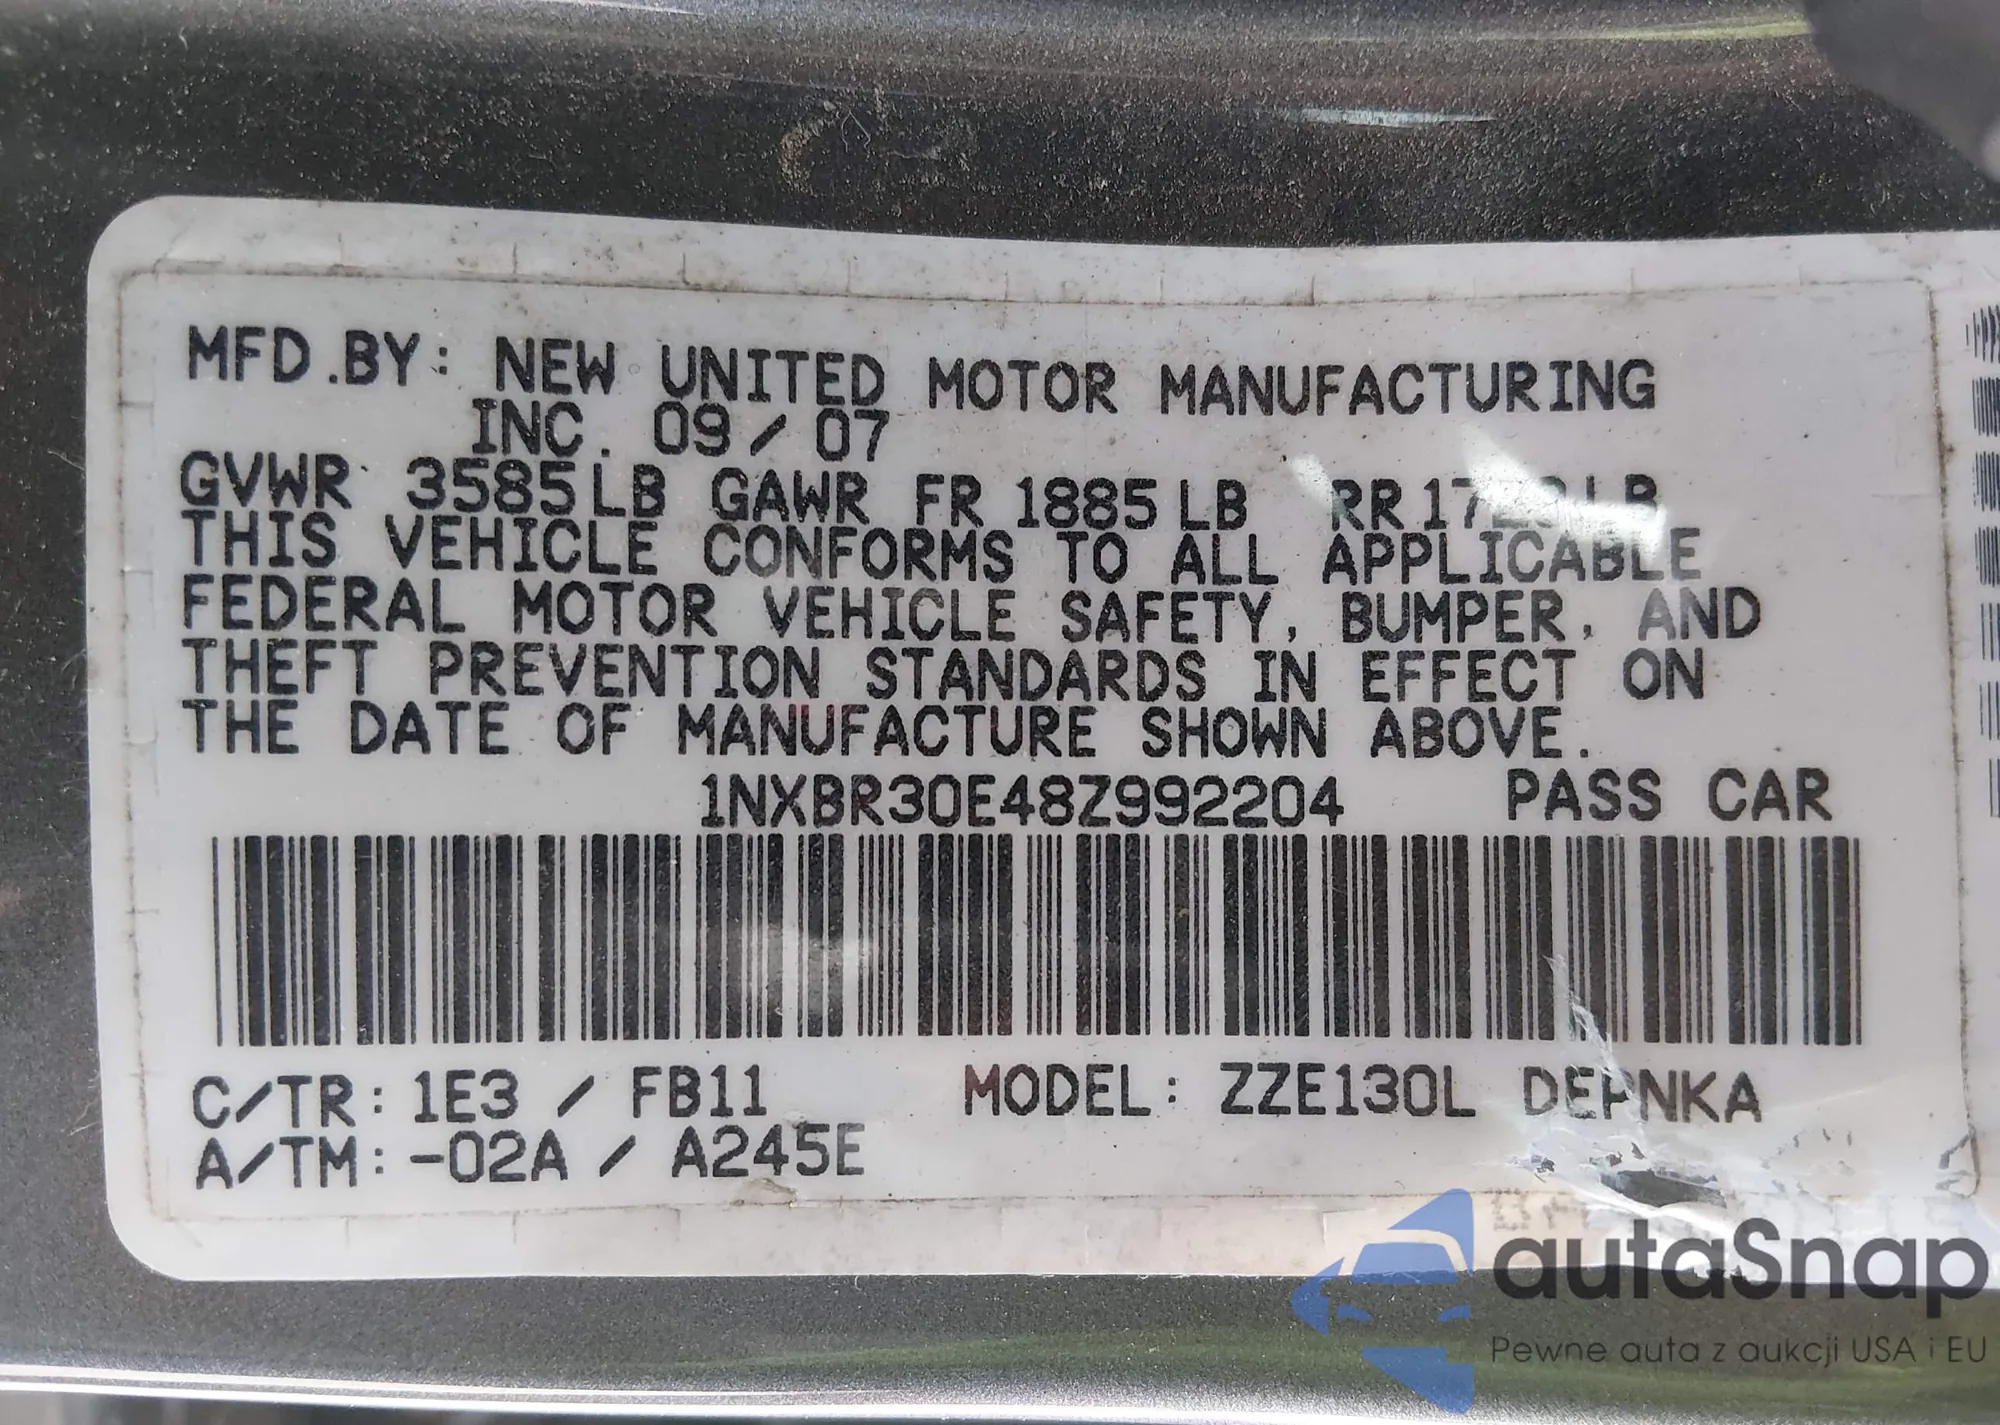 MFD.BY: NEW UNITED MOTOR MANUFACTURING
INC. 09/07
GVWR 3585LB GAWR FR 1885LB RR
THIS VEHICLE CONFORMS TO ALL APPLICABLE
FEDERAL MOTOR VEHICLE SAFETY, BUMPER, AND
THEFT PREVENTION STANDARDS IN EFFECT ON
THE DATE OF MANUFACTURE SHOWN ABOVE.
1NXBR30E48Z992204 PASS CAR
C/TR: 1E3 / FB11 MODEL: ZZE130L DEPNKA
A/TM: -02A / A245E
autaSnap
Pewne auta z aukcji USA i EU